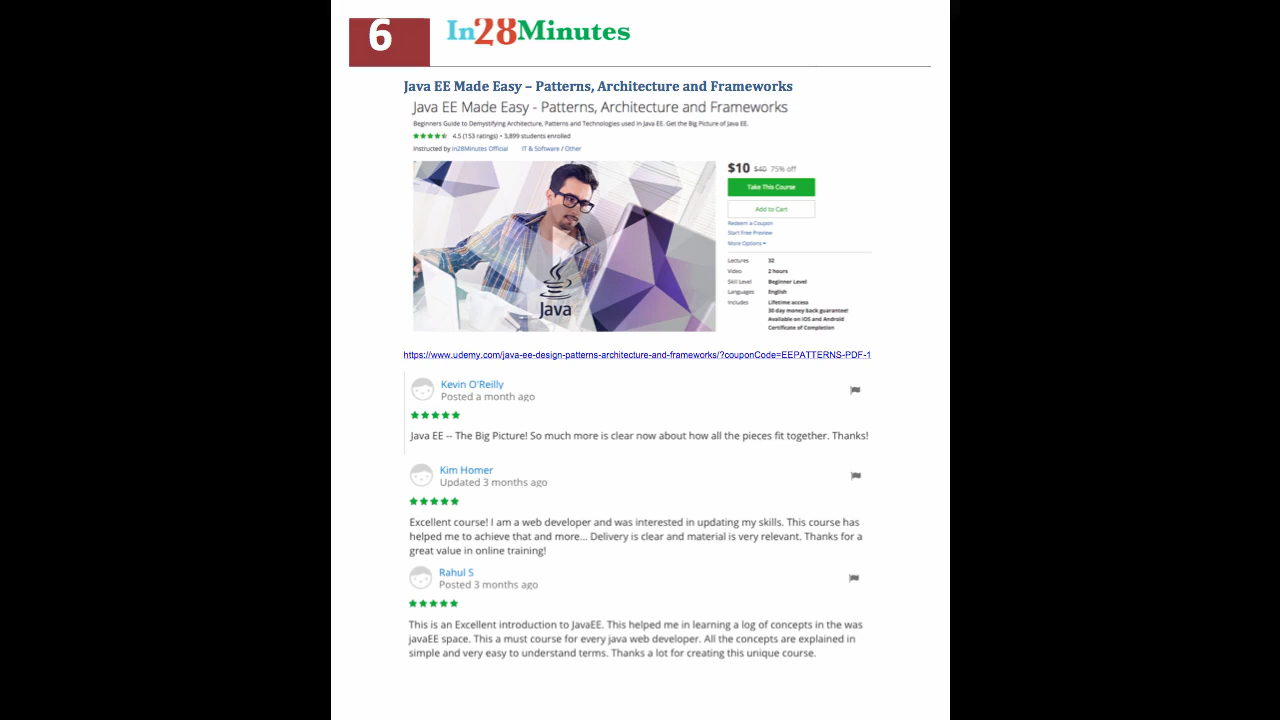 6
In28Minutes
Java EE Made Easy – Patterns, Architecture and Frameworks
Java EE Made Easy - Patterns, Architecture and Frameworks
Beginners Guide to Demystifying Architecture, Patterns and Technologies used in Java EE. Get the Big Picture of Java EE.
4.5 (153 ratings) • 3,899 students enrolled
Instructed by in28Minutes Official IT & Software / Other
$10 $40 75% off
Take This Course
Add to Cart
Redeem a Coupon
Start Free Preview
More Options
Lectures 32
Video 2 hours
Skill Level Beginner Level
Languages English
Includes Lifetime access
30 day money back guarantee!
Available on iOS and Android
Certificate of Completion
Java
https://www.udemy.com/java-ee-design-patterns-architecture-and-frameworks/?couponCode=EEPATTERNS-PDF-1
Kevin O'Reilly
Posted a month ago
Java EE -- The Big Picture! So much more is clear now about how all the pieces fit together. Thanks!
Kim Homer
Updated 3 months ago
Excellent course! I am a web developer and was interested in updating my skills. This course has
helped me to achieve that and more... Delivery is clear and material is very relevant. Thanks for a
great value in online training!
Rahul S
Posted 3 months ago
This is an Excellent introduction to JavaEE. This helped me in learning a log of concepts in the was
javaEE space. This a must course for every java web developer. All the concepts are explained in
simple and very easy to understand terms. Thanks a lot for creating this unique course.